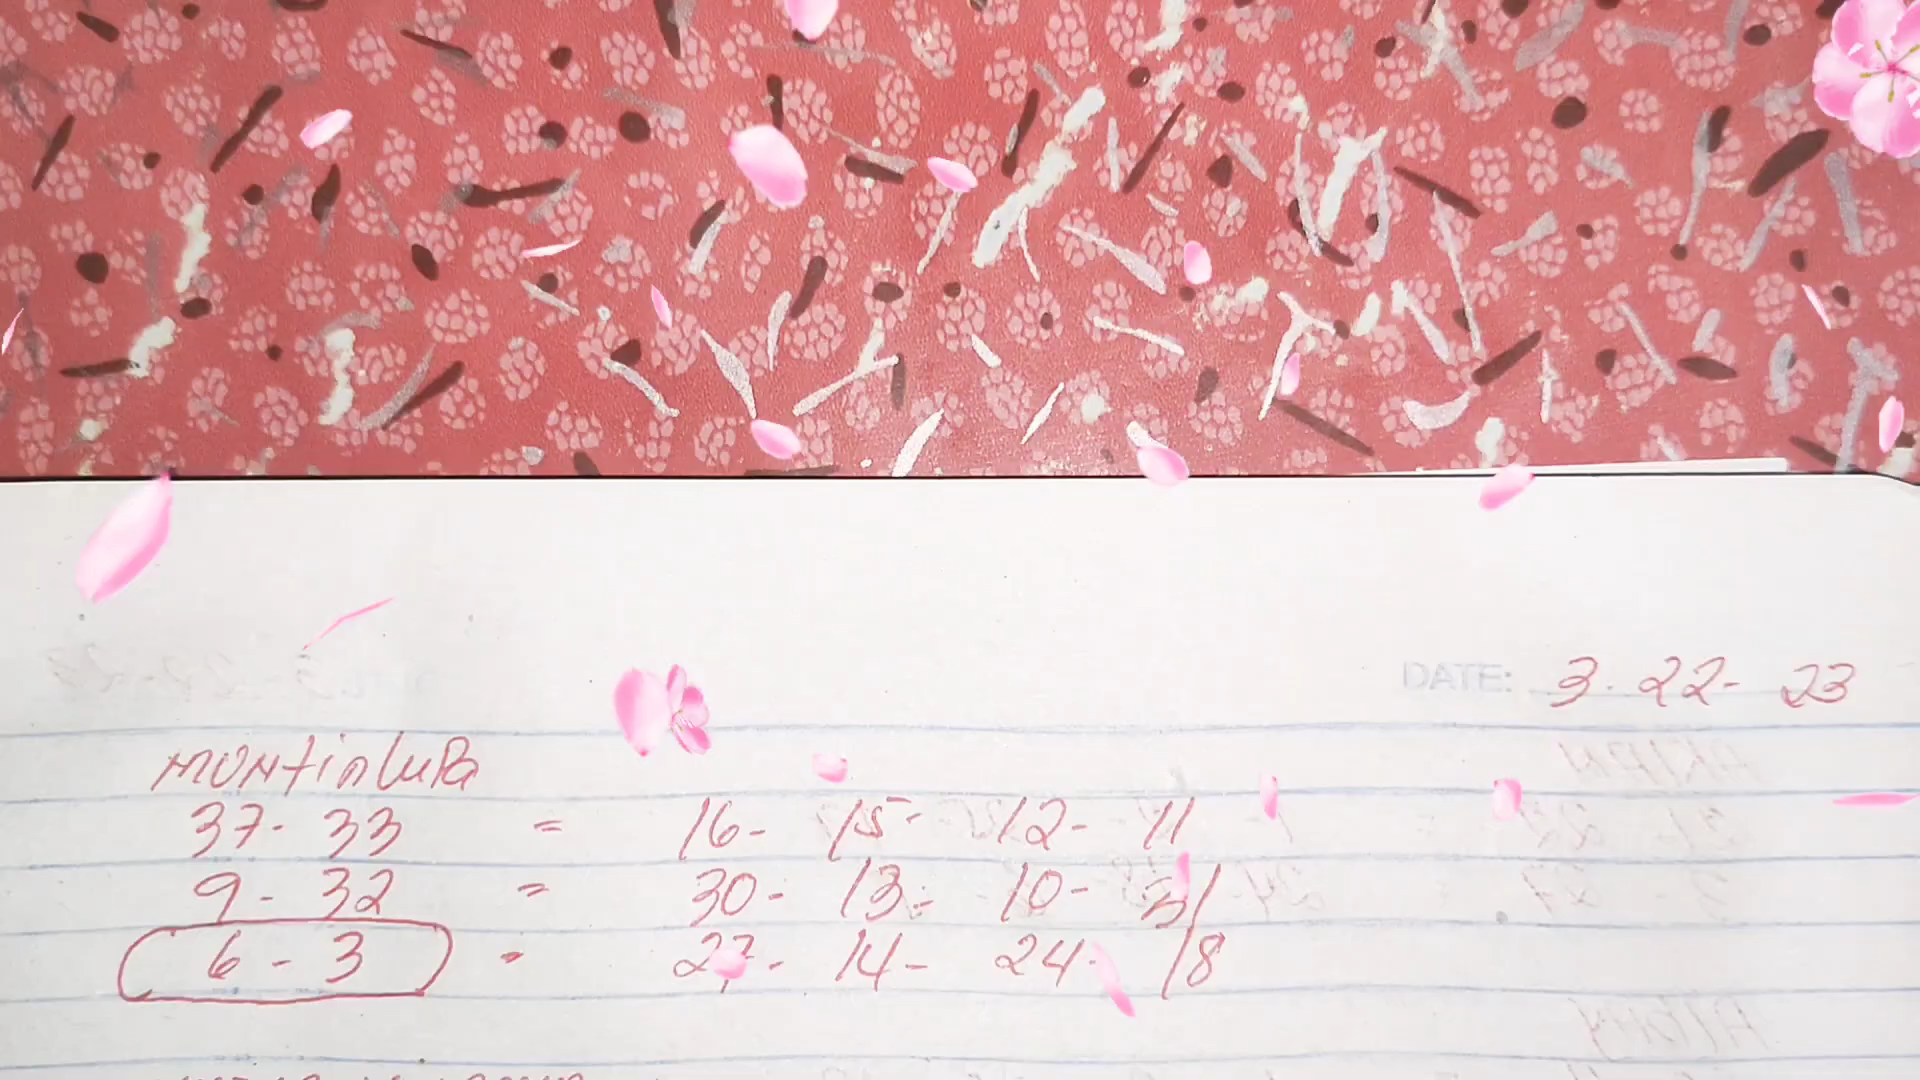 DATE: 3. 22- 23
MUNtinluPa
37- 33 = 16- 15- 12- 11
9- 32 = 30- 13- 10- 31
6 - 3 = 27- 14- 24- 18